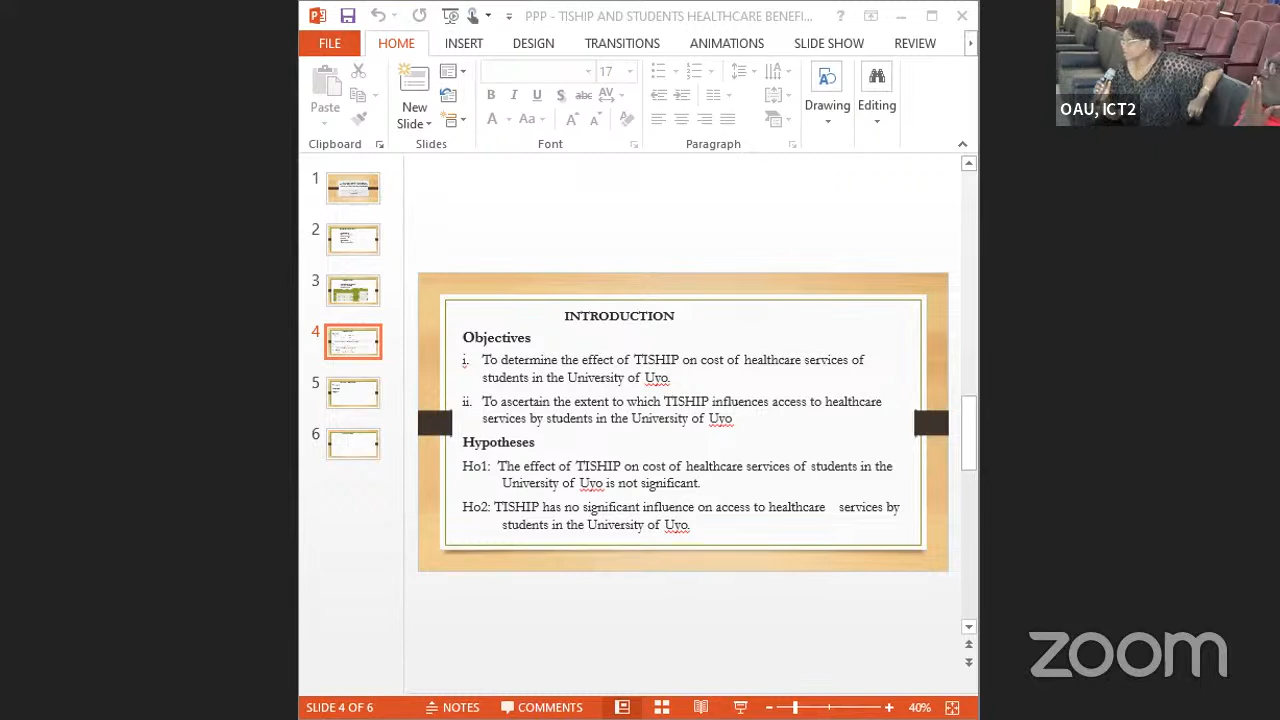 PPP - TISHIP AND STUDENTS HEALTHCARE BENEFI...
FILE HOME INSERT DESIGN TRANSITIONS ANIMATIONS SLIDE SHOW REVIEW
17
Paste New Slide Drawing Editing
Clipboard Slides Font Paragraph
OAU, ICT2
1
2
3
4
5
6
INTRODUCTION
Objectives
i. To determine the effect of TISHIP on cost of healthcare services of
students in the University of Uyo.
ii. To ascertain the extent to which TISHIP influences access to healthcare
services by students in the University of Uyo
Hypotheses
Ho1: The effect of TISHIP on cost of healthcare services of students in the
University of Uyo is not significant.
Ho2: TISHIP has no significant influence on access to healthcare services by
students in the University of Uyo.
zoom
SLIDE 4 OF 6 NOTES COMMENTS 40%